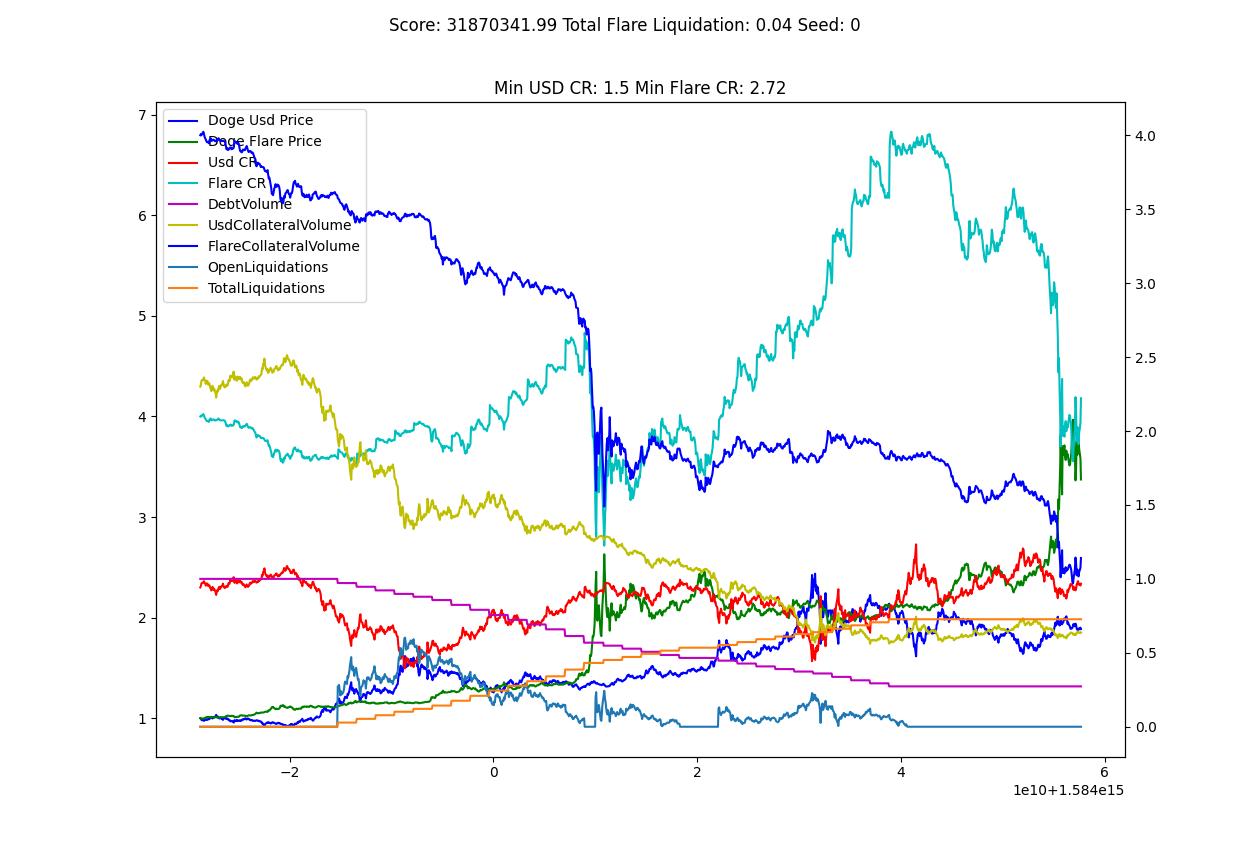 Score: 31870341.99 Total Flare Liquidation: 0.04 Seed: 0
Min USD CR: 1.5 Min Flare CR: 2.72
Doge Usd Price
Doge Flare Price
Usd CR
Flare CR
DebtVolume
UsdCollateralVolume
FlareCollateralVolume
OpenLiquidations
TotalLiquidations
7
6
5
4
3
2
1
4.0
3.5
3.0
2.5
2.0
1.5
1.0
0.5
0.0
−2 0 2 4 6
1e10+1.584e15